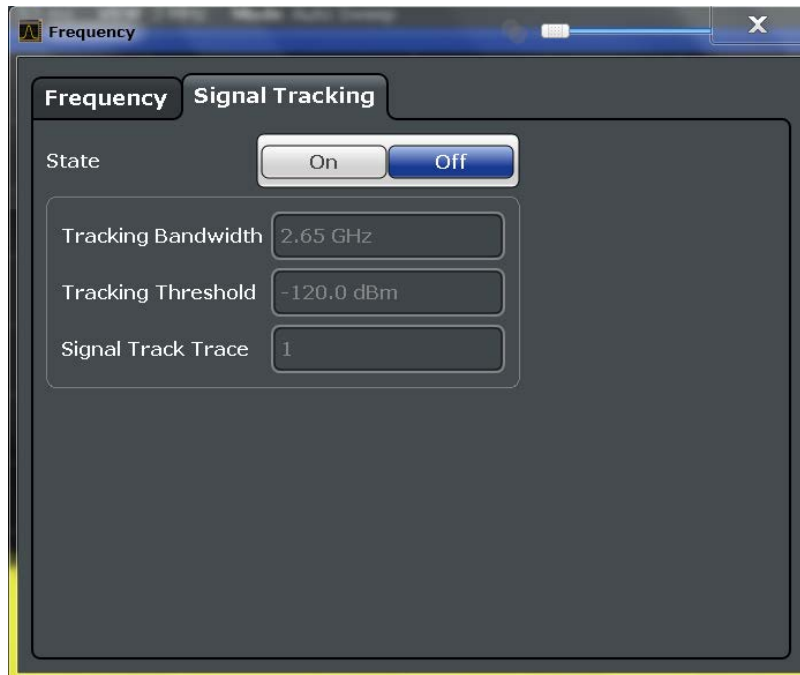 Frequency
X
Frequency Signal Tracking
State On Off
Tracking Bandwidth 2.65 GHz
Tracking Threshold -120.0 dBm
Signal Track Trace 1